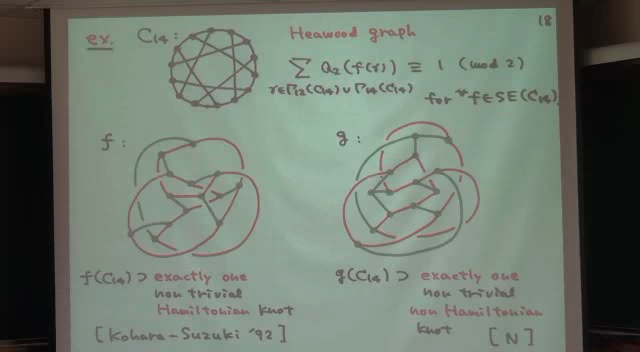 18
ex. C14: Heawood graph
∑ a2(f(γ)) ≡ 1 (mod 2)
γ∈Γ12(C14)∪Γ14(C14) for ∀f∈SE(C14)
f: g:
f(C14) ⊃ exactly one
non trivial
Hamiltonian knot
[Kohara-Suzuki '92]
g(C14) ⊃ exactly one
non trivial
non Hamiltonian
knot [N]